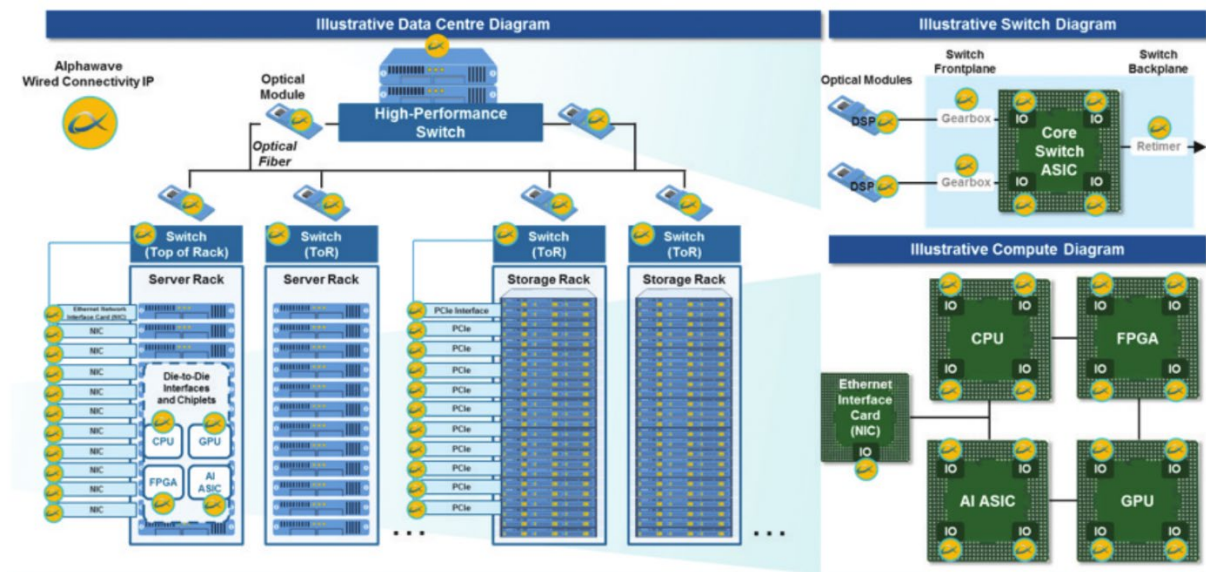 Illustrative Data Centre Diagram
Alphawave
Wired Connectivity IP
Optical
Module
High-Performance
Switch
Optical
Fiber
Switch
(Top of Rack)
Switch
(ToR)
Switch
(ToR)
Switch
(ToR)
Server Rack
Server Rack
Storage Rack
Storage Rack
Ethernet Network
Interface Card (NIC)
NIC
NIC
NIC
NIC
NIC
NIC
NIC
NIC
NIC
NIC
Die-to-Die
Interfaces
and Chiplets
CPU
GPU
FPGA
AI
ASIC
PCIe Interface
PCIe
PCIe
PCIe
PCIe
PCIe
PCIe
PCIe
PCIe
PCIe
PCIe
...
...
Illustrative Switch Diagram
Optical Modules
Switch
Frontplane
Switch
Backplane
DSP
Gearbox
DSP
Gearbox
IO
IO
Core
Switch
ASIC
IO
IO
Retimer
Illustrative Compute Diagram
IO
IO
CPU
IO
IO
IO
IO
FPGA
IO
IO
Ethernet
Interface
Card
(NIC)
IO
IO
IO
AI ASIC
IO
IO
IO
IO
GPU
IO
IO